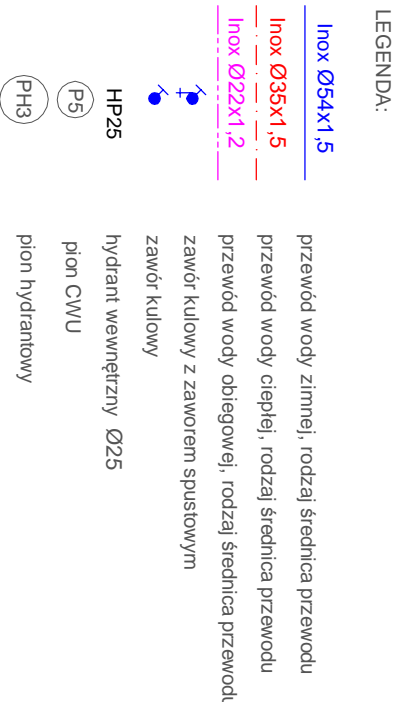 LEGENDA:
Inox Ø54x1,5 przewód wody zimnej, rodzaj średnica przewodu
Inox Ø35x1,5 przewód wody ciepłej, rodzaj średnica przewodu
Inox Ø22x1,2 przewód wody obiegowej, rodzaj średnica przewodu
zawór kulowy z zaworem spustowym
zawór kulowy
HP25 hydrant wewnętrzny Ø25
P5 pion CWU
PH3 pion hydrantowy